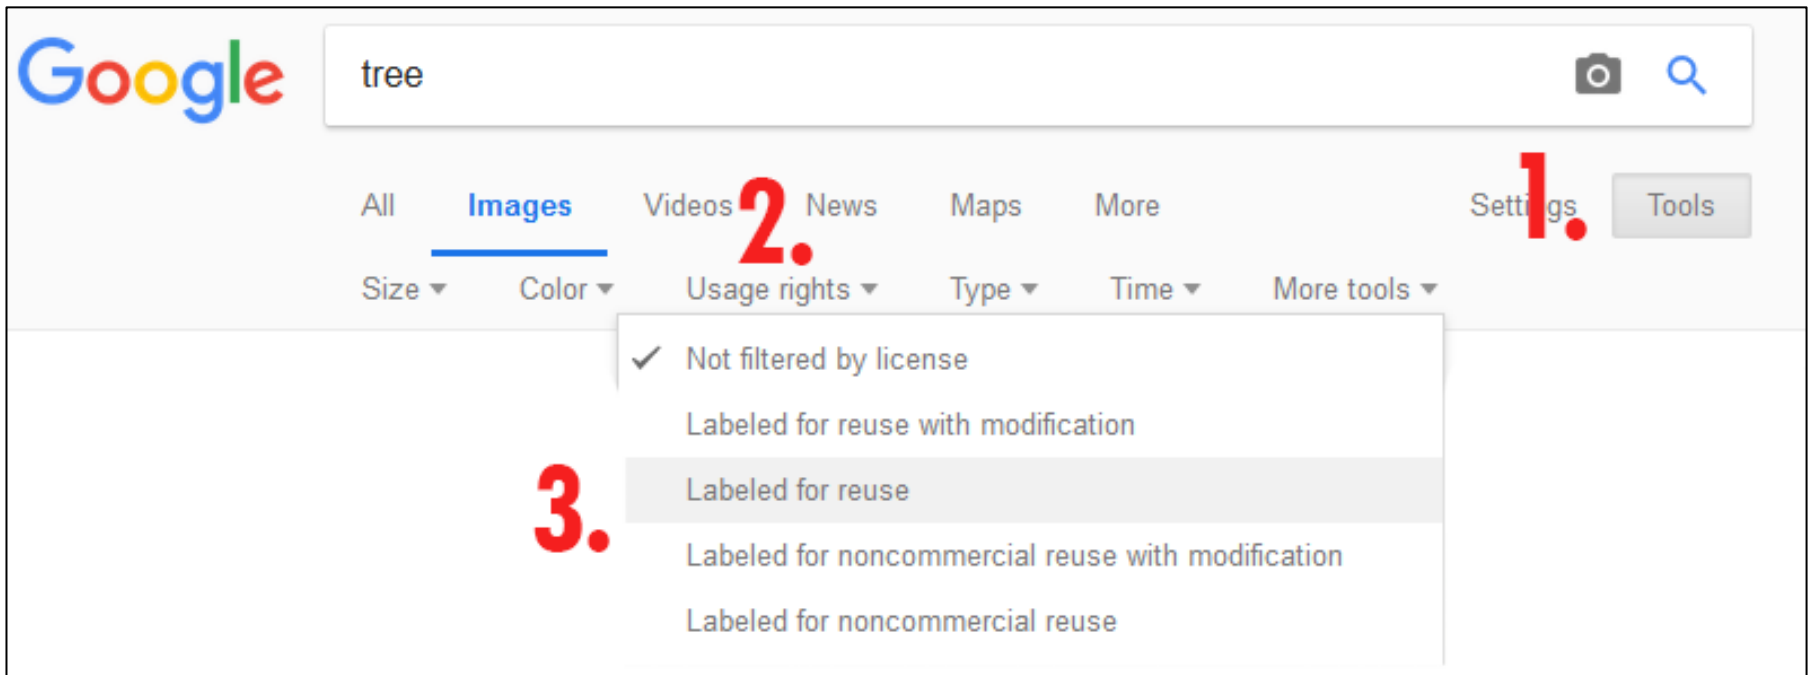 Google tree
1.
All Images Videos News Maps More Settings Tools
2.
Size Color Usage rights Type Time More tools
Not filtered by license
Labeled for reuse with modification
3.
Labeled for reuse
Labeled for noncommercial reuse with modification
Labeled for noncommercial reuse